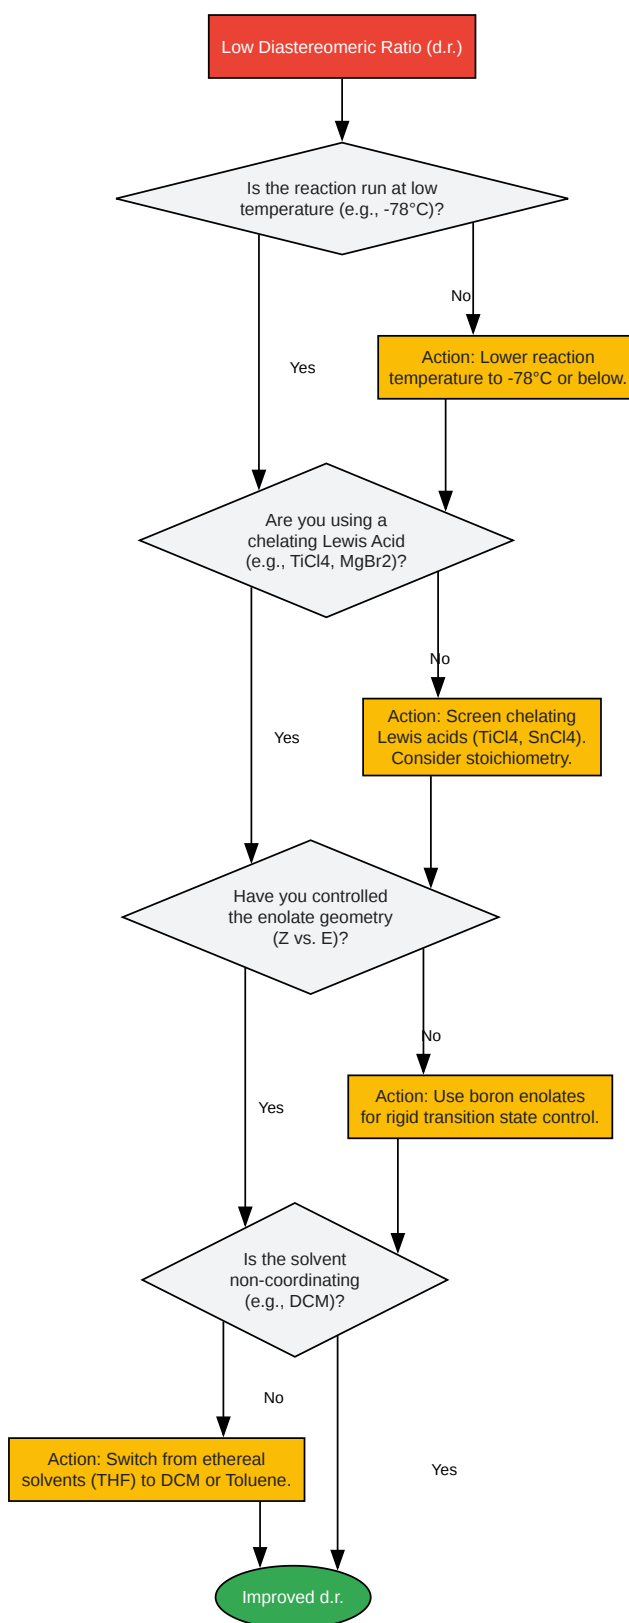 Low Diastereomeric Ratio (d.r.)
Is the reaction run at low
temperature (e.g., -78°C)?
No
Yes
Action: Lower reaction
temperature to -78°C or below.
Are you using a
chelating Lewis Acid
(e.g., TiCl4, MgBr2)?
No
Yes
Action: Screen chelating
Lewis acids (TiCl4, SnCl4).
Consider stoichiometry.
Have you controlled
the enolate geometry
(Z vs. E)?
No
Yes
Action: Use boron enolates
for rigid transition state control.
Is the solvent
non-coordinating
(e.g., DCM)?
No
Yes
Action: Switch from ethereal
solvents (THF) to DCM or Toluene.
Improved d.r.